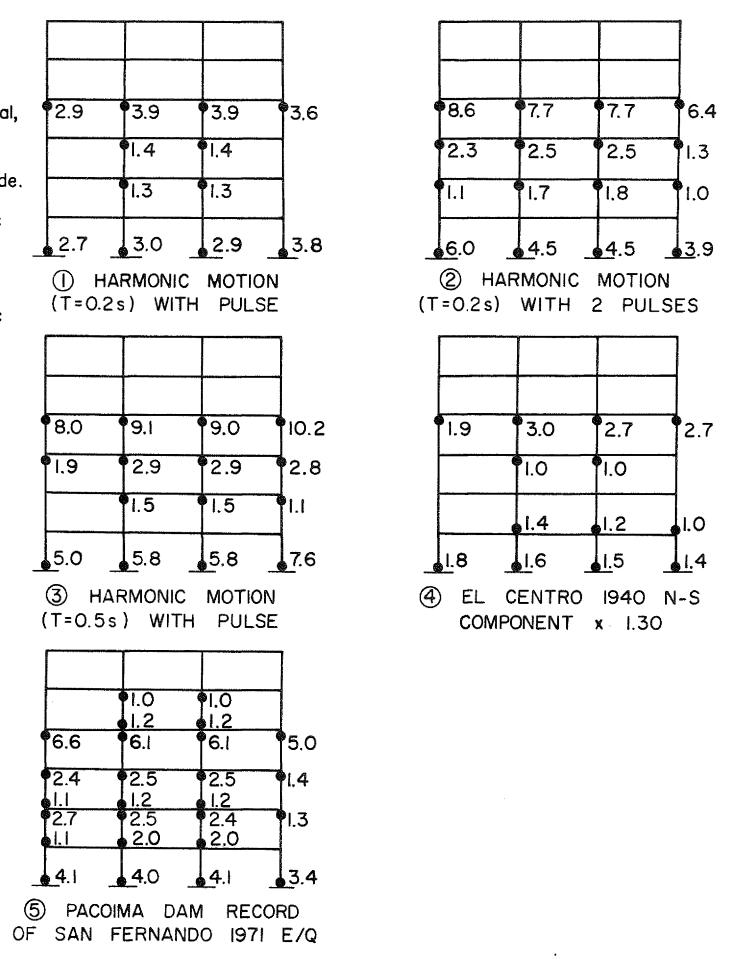 al,
de.
2.9 3.9 3.9 3.6
1.4 1.4
1.3 1.3
2.7 3.0 2.9 3.8
① HARMONIC MOTION
(T=0.2s) WITH PULSE
8.6 7.7 7.7 6.4
2.3 2.5 2.5 1.3
1.1 1.7 1.8 1.0
6.0 4.5 4.5 3.9
② HARMONIC MOTION
(T=0.2s) WITH 2 PULSES
8.0 9.1 9.0 10.2
1.9 2.9 2.9 2.8
1.5 1.5 1.1
5.0 5.8 5.8 7.6
③ HARMONIC MOTION
(T=0.5s) WITH PULSE
1.9 3.0 2.7 2.7
1.0 1.0
1.4 1.2 1.0
1.8 1.6 1.5 1.4
④ EL CENTRO 1940 N-S
COMPONENT x 1.30
1.0 1.0
1.2 1.2
6.6 6.1 6.1 5.0
2.4 2.5 2.5 1.4
1.1 1.2 1.2
2.7 2.5 2.4 1.3
1.1 2.0 2.0
4.1 4.0 4.1 3.4
⑤ PACOIMA DAM RECORD
OF SAN FERNANDO 1971 E/Q